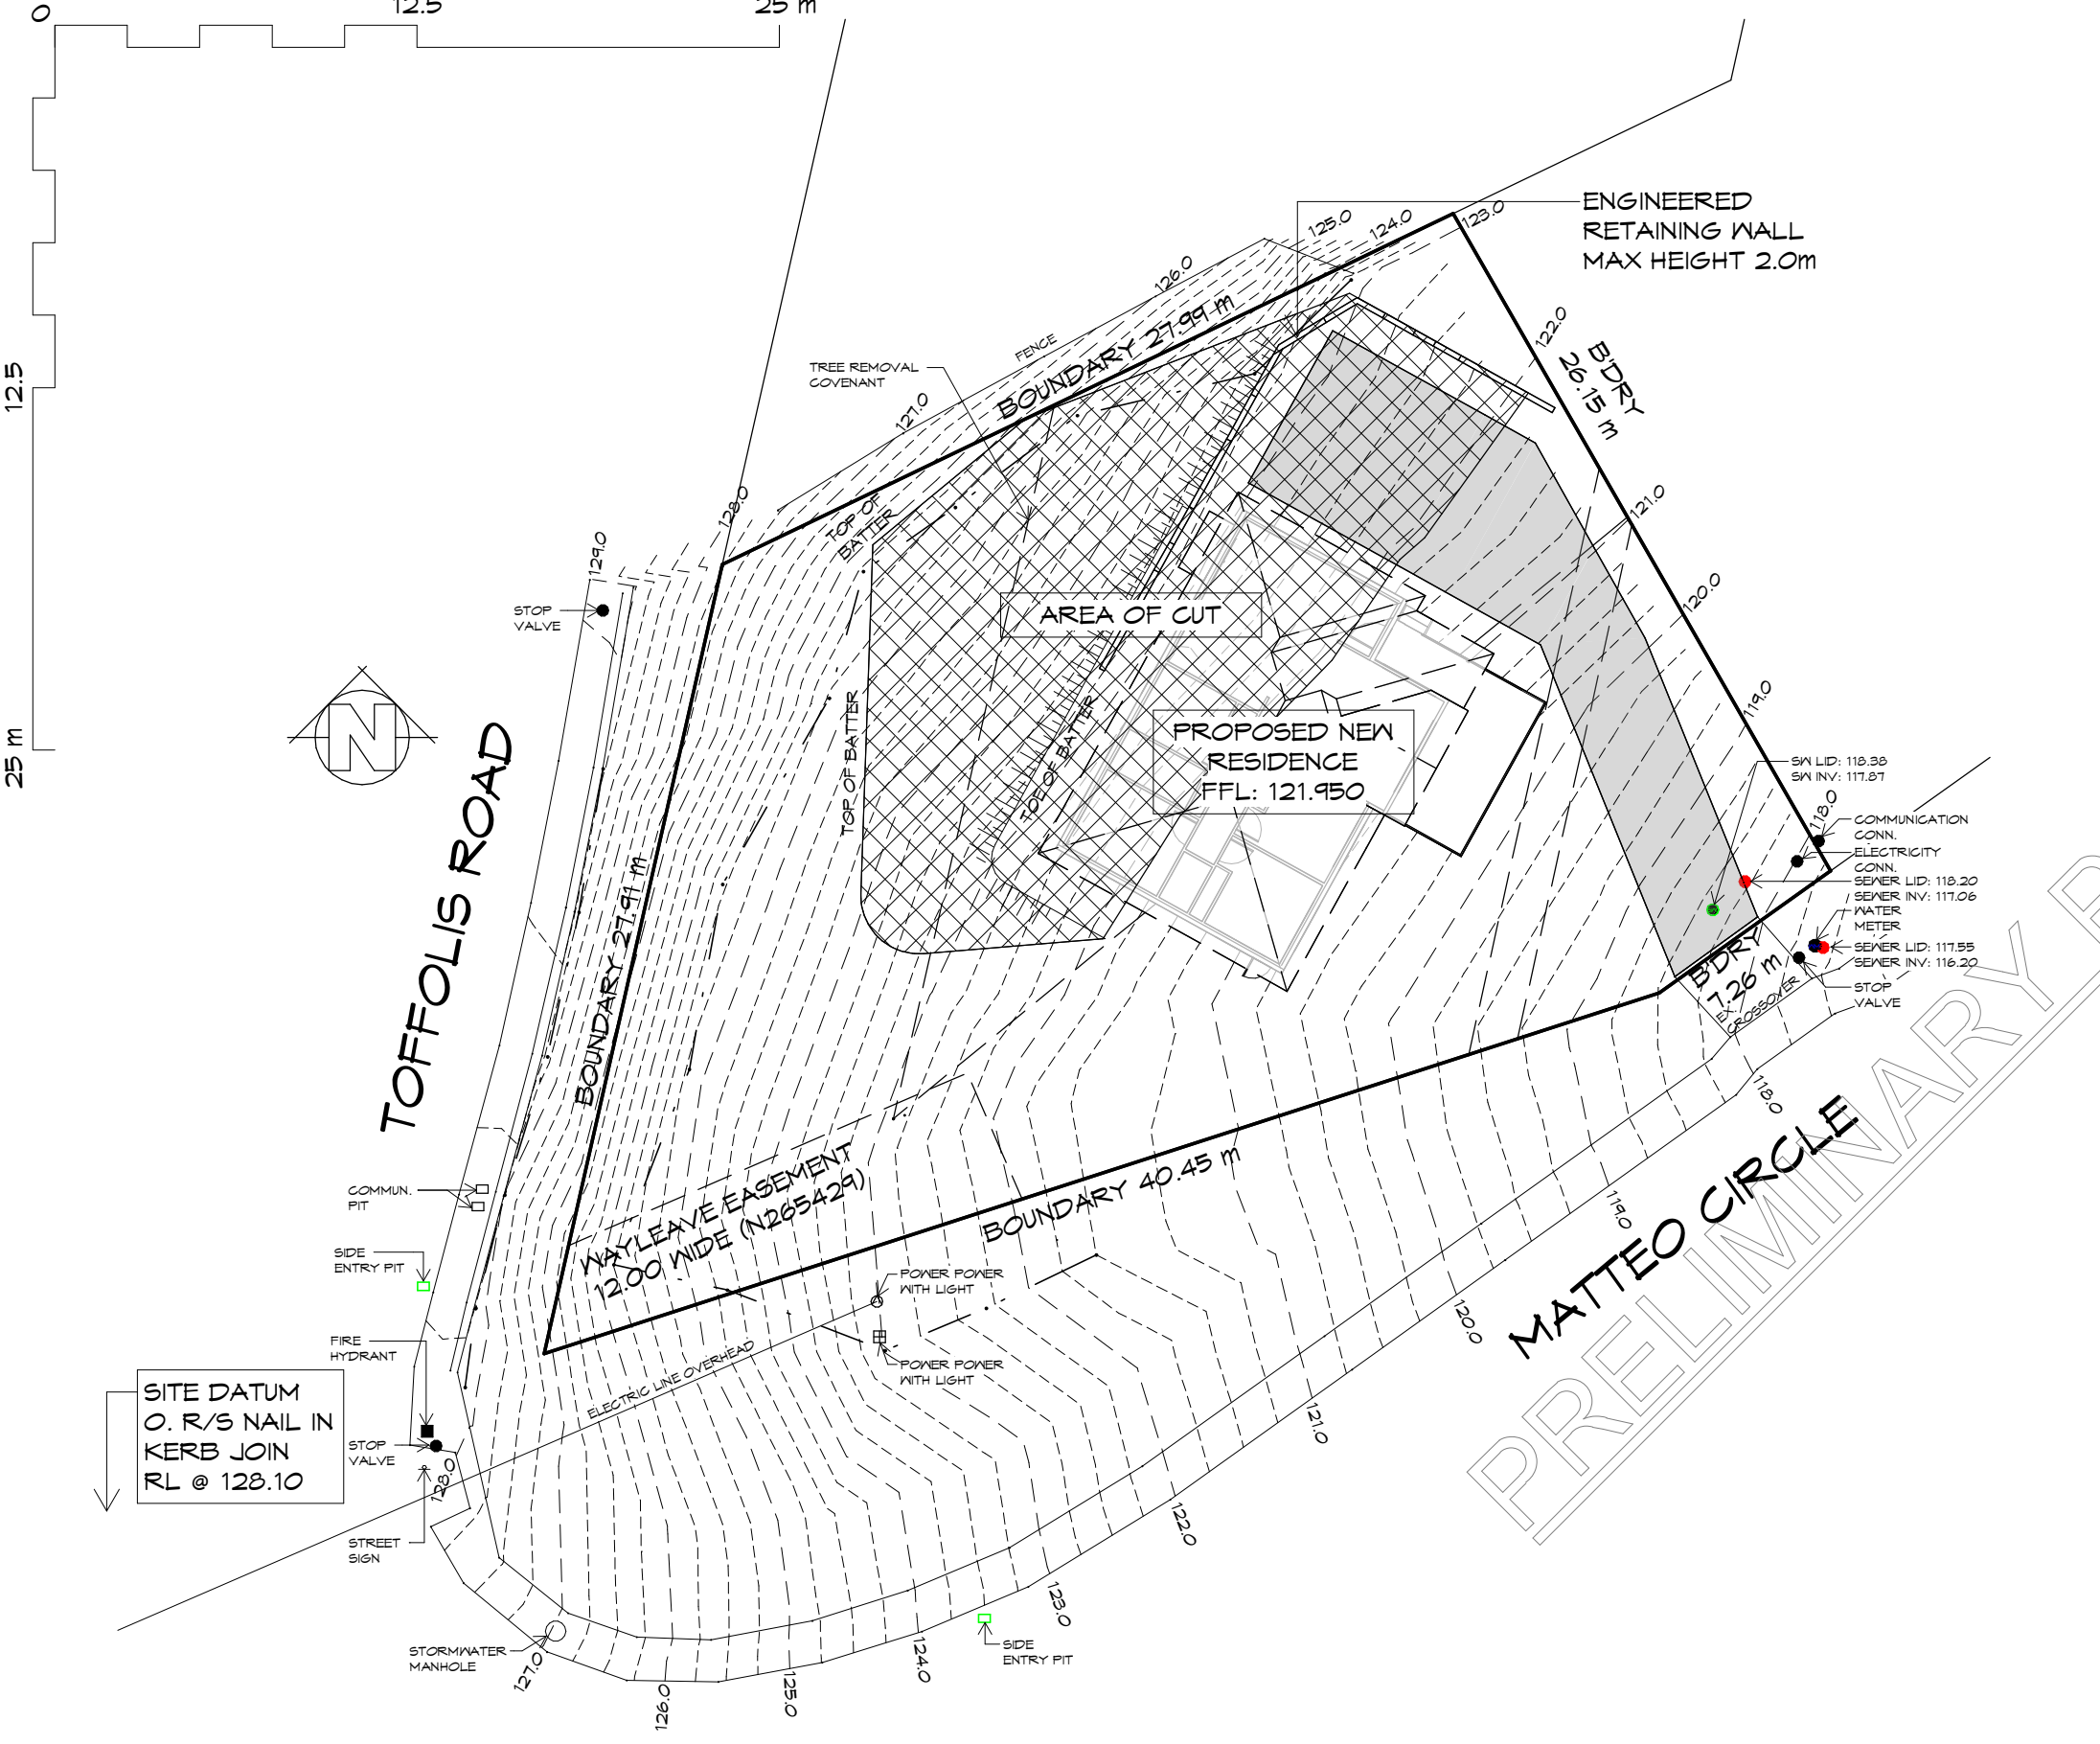 0
12.5
25 m
12.5
25 m
ENGINEERED
RETAINING WALL
MAX HEIGHT 2.0m
125.0
124.0
123.0
126.0
127.0
128.0
129.0
122.0
121.0
120.0
119.0
118.0
FENCE
BOUNDARY 27.99 m
B'DRY
26.15 m
TREE REMOVAL
COVENANT
TOP OF
BATTER
STOP
VALVE
AREA OF CUT
TOP OF BATTER
TOE OF BATTER
PROPOSED NEW
RESIDENCE
FFL: 121.950
N
TOFFOLIS ROAD
BOUNDARY 27.91 m
SW LID: 118.38
SW INV: 117.87
COMMUNICATION
CONN.
ELECTRICITY
CONN.
SEWER LID: 118.20
SEWER INV: 117.06
WATER
METER
SEWER LID: 117.55
SEWER INV: 116.20
STOP
VALVE
B'DRY
7.26 m
EX.
CROSSOVER
WAYLEAVE EASEMENT
12.00 WIDE (N265429)
BOUNDARY 40.45 m
COMMUN.
PIT
SIDE
ENTRY PIT
POWER POWER
WITH LIGHT
POWER POWER
WITH LIGHT
ELECTRIC LINE OVERHEAD
FIRE
HYDRANT
SITE DATUM
O. R/S NAIL IN
KERB JOIN
RL @ 128.10
STOP
VALVE
128.0
STREET
SIGN
STORMWATER
MANHOLE
127.0
126.0
125.0
124.0
SIDE
ENTRY PIT
123.0
122.0
121.0
120.0
119.0
118.0
MATTEO CIRCLE
PRELIMINARY